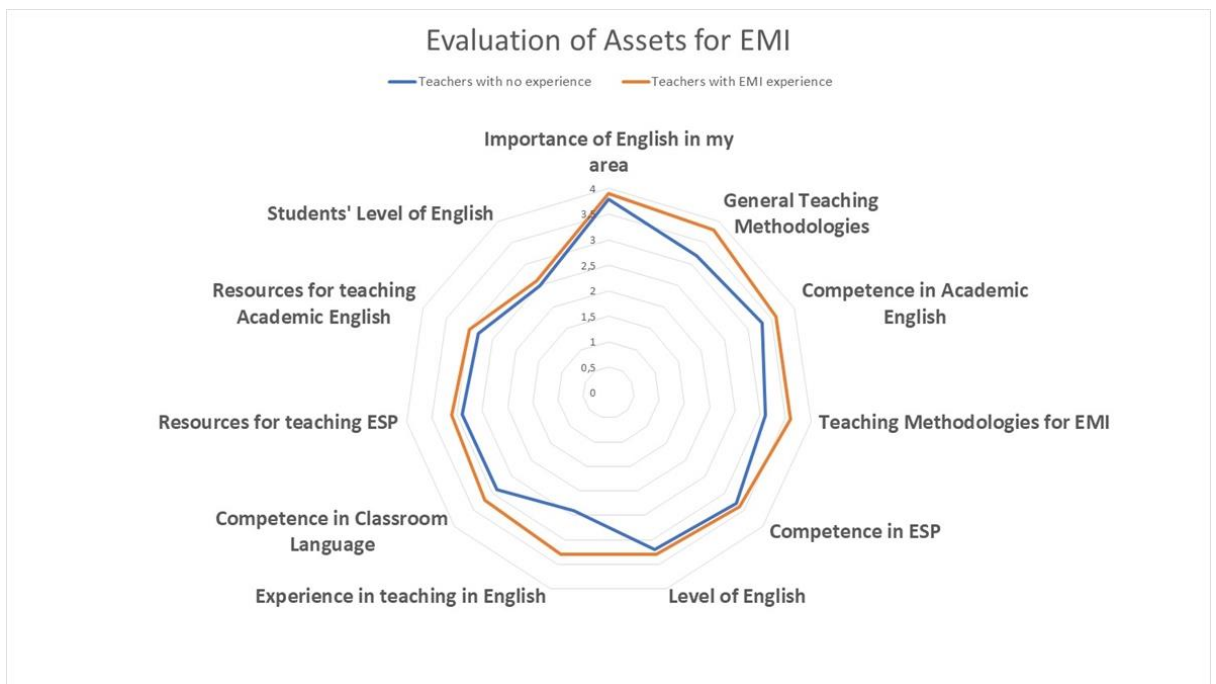 Evaluation of Assets for EMI
Teachers with no experience
Teachers with EMI experience
Importance of English in my
area
General Teaching
Methodologies
Competence in Academic
English
Teaching Methodologies for EMI
Competence in ESP
Level of English
Experience in teaching in English
Competence in Classroom
Language
Resources for teaching ESP
Resources for teaching
Academic English
Students' Level of English
4
3,5
3
2,5
2
1,5
1
0,5
0